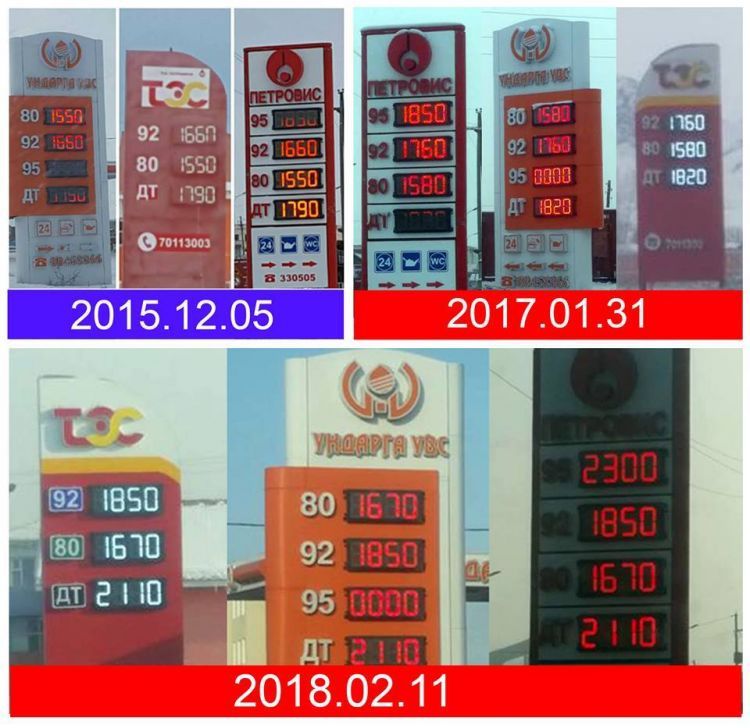 УНДАРГА УВС
80 1550
92 1660
95
ДТ
ТЭС
92 1660
80 1550
ДТ 1790
70113003
ПЕТРОВИС
95
92 1660
80 1550
ДТ 1790
24 WC
330505
2015.12.05
ПЕТРОВИС
95 1850
92 1760
80 1580
ДТ
24 WC
УНДАРГА УВС
80 1580
92 1760
95 0000
ДТ 1820
24
ТЭС
92 1760
80 1580
ДТ 1820
2017.01.31
ТЭС
92 1850
80 1670
ДТ 2110
УНДАРГА УВС
80 1670
92 1850
95 0000
ДТ 2110
ПЕТРОВИС
95 2300
92 1850
80 1670
ДТ 2110
2018.02.11